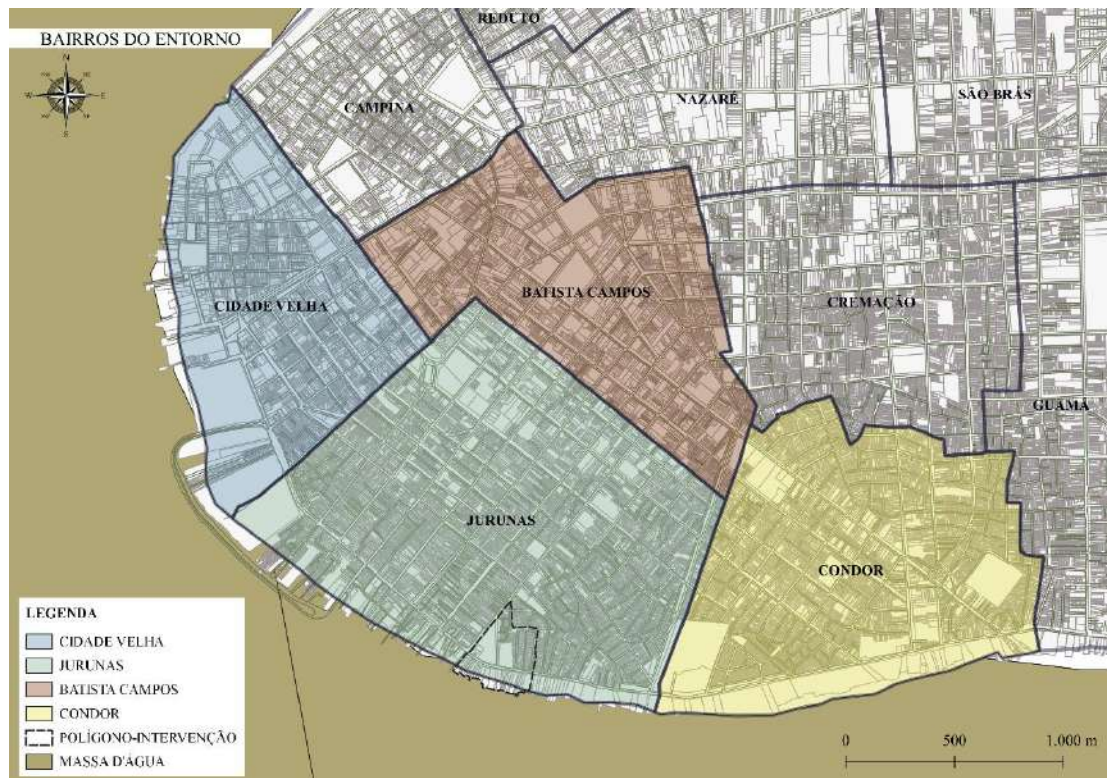 BAIRROS DO ENTORNO
N
W
E
S
REDUTO
CAMPINA
NAZARÉ
SÃO BRÁS
CIDADE VELHA
BATISTA CAMPOS
CREMAÇÃO
GUAMÁ
JURUNAS
CONDOR
LEGENDA
CIDADE VELHA
JURUNAS
BATISTA CAMPOS
CONDOR
POLÍGONO-INTERVENÇÃO
MASSA D'ÁGUA
0 500 1.000 m